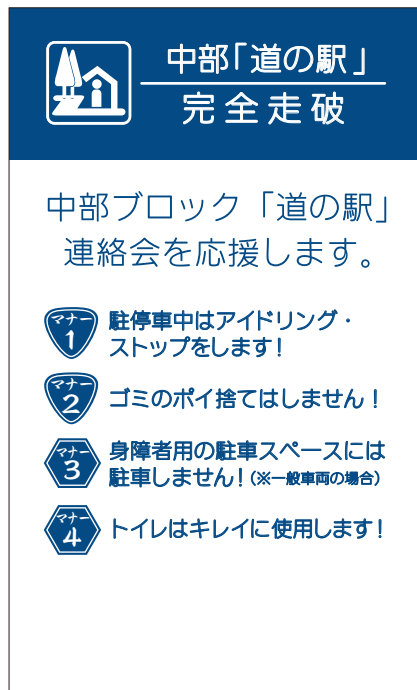 中部「道の駅」
完全走破
中部ブロック「道の駅」
連絡会を応援します。
マナー
1
駐停車中はアイドリング・
ストップをします!
マナー
2
ゴミのポイ捨てはしません!
マナー
3
身障者用の駐車スペースには
駐車しません!(※一般車両の場合)
マナー
4
トイレはキレイに使用します!